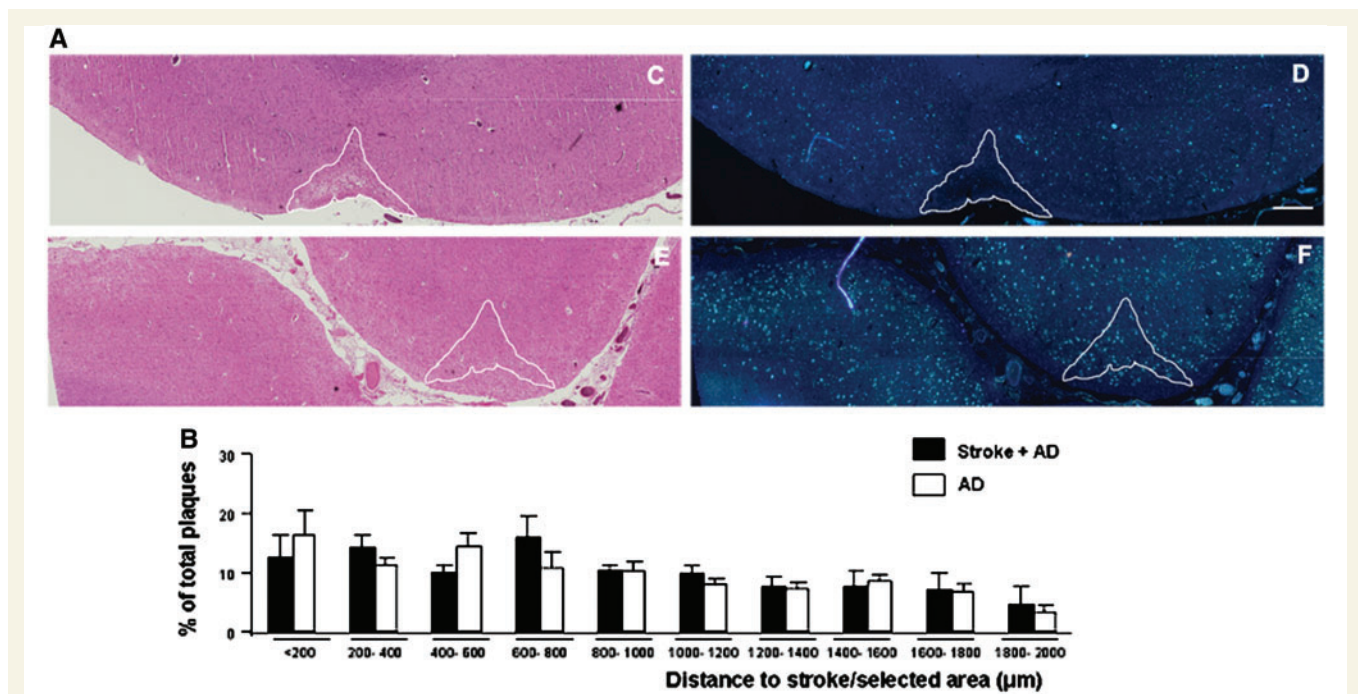 A
C
D
E
F
B
Stroke + AD
AD
% of total plaques
30
20
10
0
<200 200- 400 400- 600 600- 800 800- 1000 1000- 1200 1200- 1400 1400- 1600 1600- 1800 1800- 2000
Distance to stroke/selected area (µm)